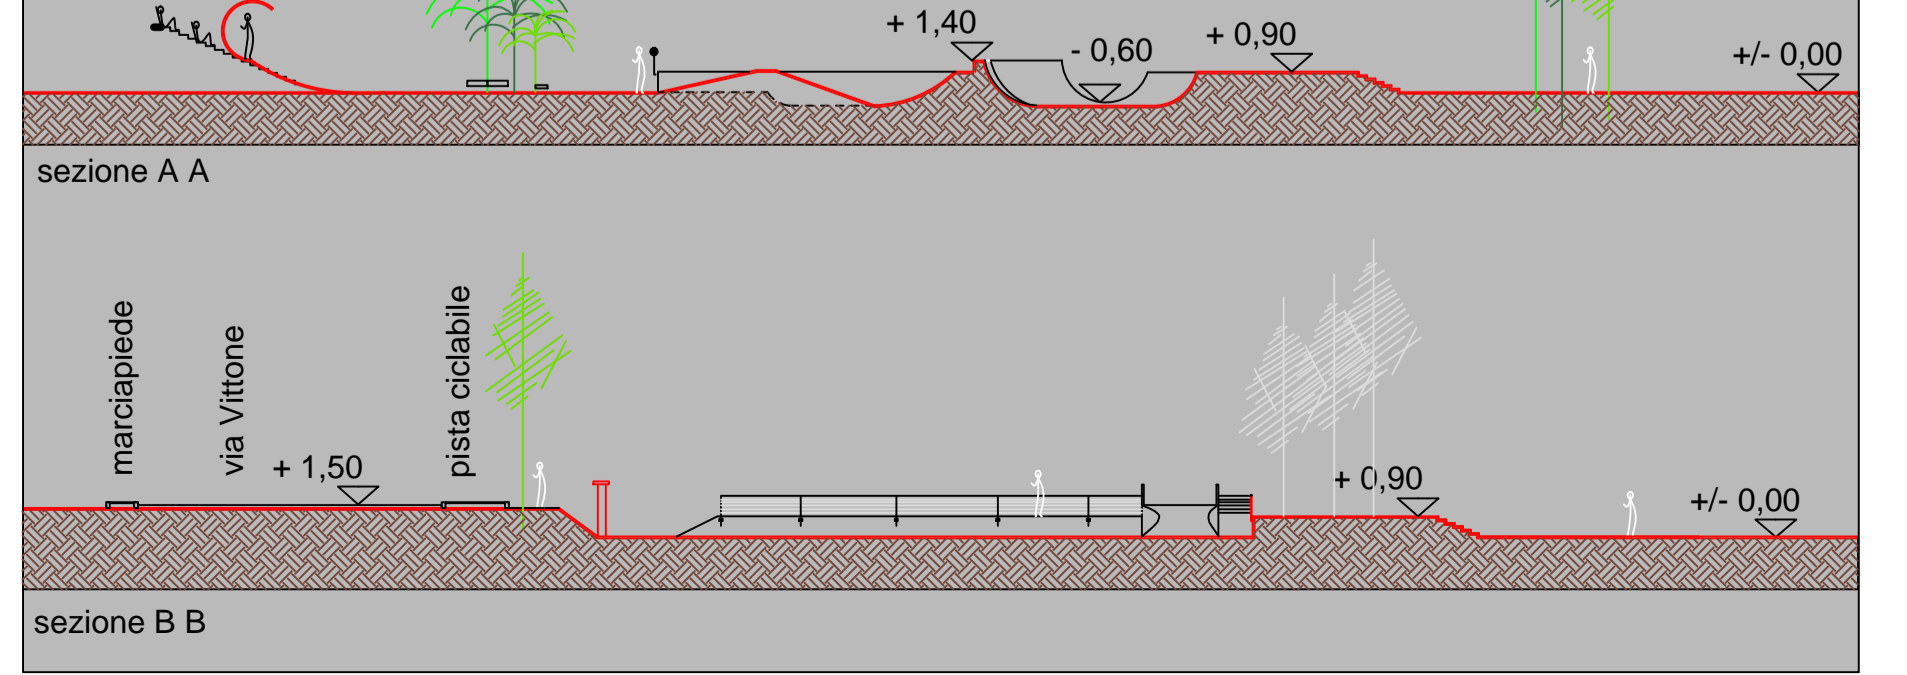 + 1,40
- 0,60
+ 0,90
+/- 0,00
sezione A A
marciapiede
via Vittone
+ 1,50
pista ciclabile
+ 0,90
+/- 0,00
sezione B B